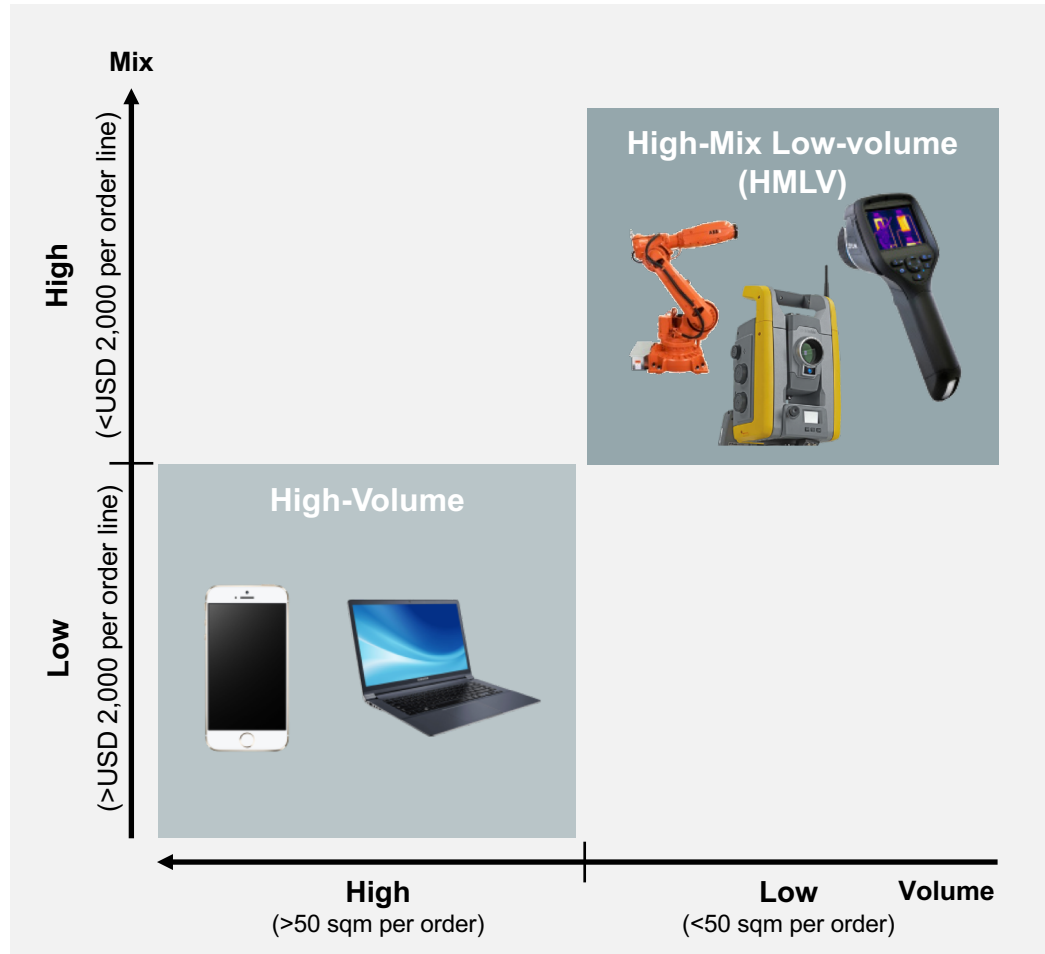 Mix
High
(<USD 2,000 per order line)
High-Mix Low-volume
(HMLV)
Low
(>USD 2,000 per order line)
High-Volume
High
(>50 sqm per order)
Low
(<50 sqm per order)
Volume